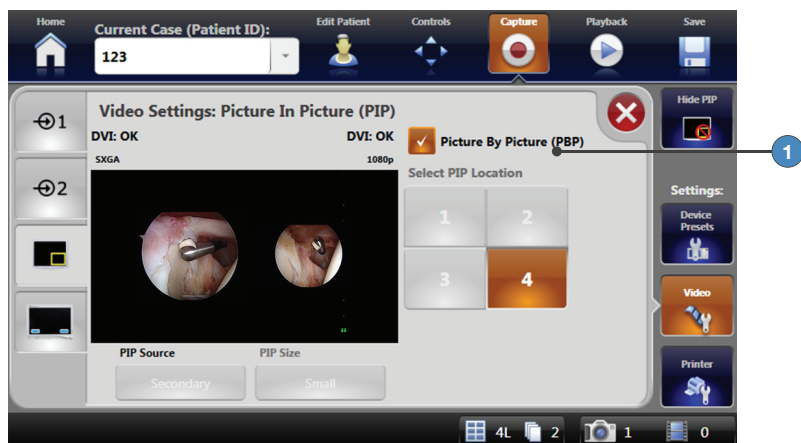 Home
Current Case (Patient ID):
123
Edit Patient
Controls
Capture
Playback
Save
1
2
Video Settings: Picture In Picture (PIP)
DVI: OK
DVI: OK
SXGA
1080p
PIP Source
Secondary
PIP Size
Small
Picture By Picture (PBP)
1
Select PIP Location
1
2
3
4
Hide PIP
Settings:
Device
Presets
Video
Printer
4L
2
1
0